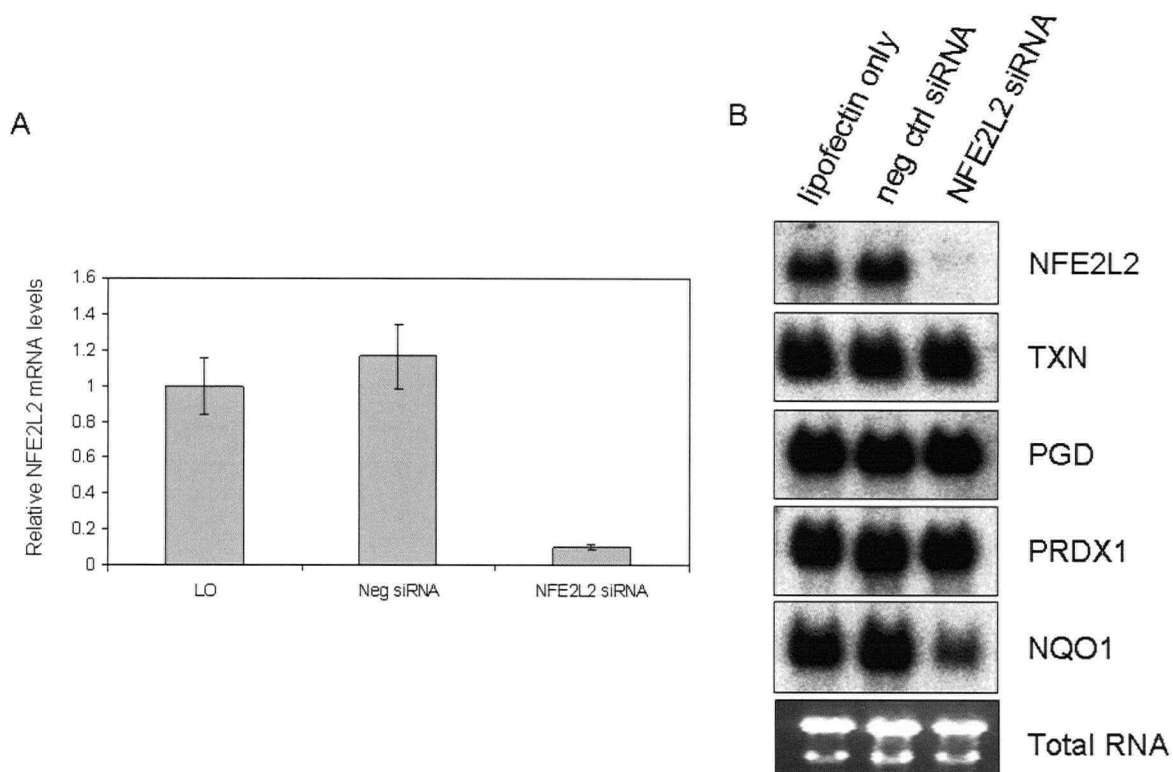 A
Relative NFE2L2 mRNA levels
1.6
1.4
1.2
1
0.8
0.6
0.4
0.2
0
LO
Neg siRNA
NFE2L2 siRNA
B
lipofectin only
neg ctrl siRNA
NFE2L2 siRNA
NFE2L2
TXN
PGD
PRDX1
NQO1
Total RNA